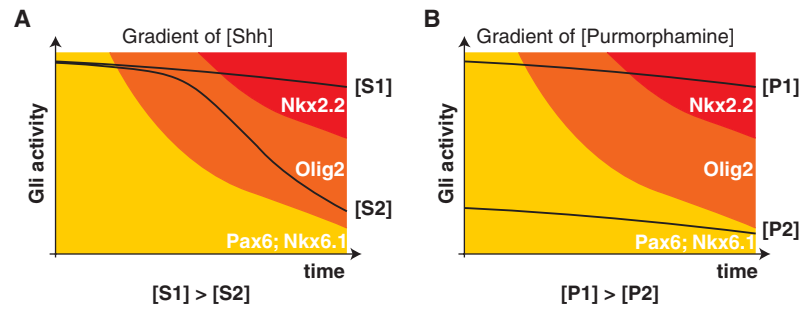 A
Gradient of [Shh]
Gli activity
[S1]
Nkx2.2
Olig2
[S2]
Pax6; Nkx6.1
time
[S1] > [S2]
B
Gradient of [Purmorphamine]
Gli activity
[P1]
Nkx2.2
Olig2
[P2]
Pax6; Nkx6.1
time
[P1] > [P2]